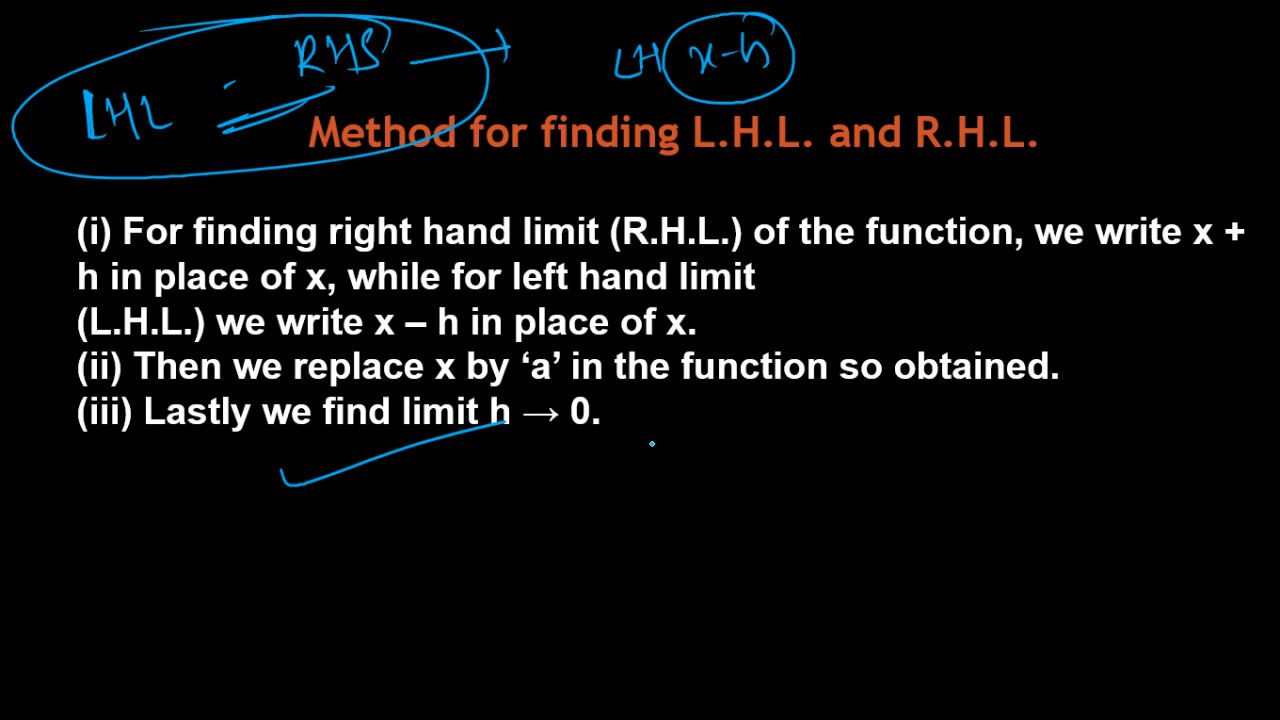 RHS
LHL =
LH x-h
Method for finding L.H.L. and R.H.L.
(i) For finding right hand limit (R.H.L.) of the function, we write x +
h in place of x, while for left hand limit
(L.H.L.) we write x – h in place of x.
(ii) Then we replace x by ‘a’ in the function so obtained.
(iii) Lastly we find limit h → 0.